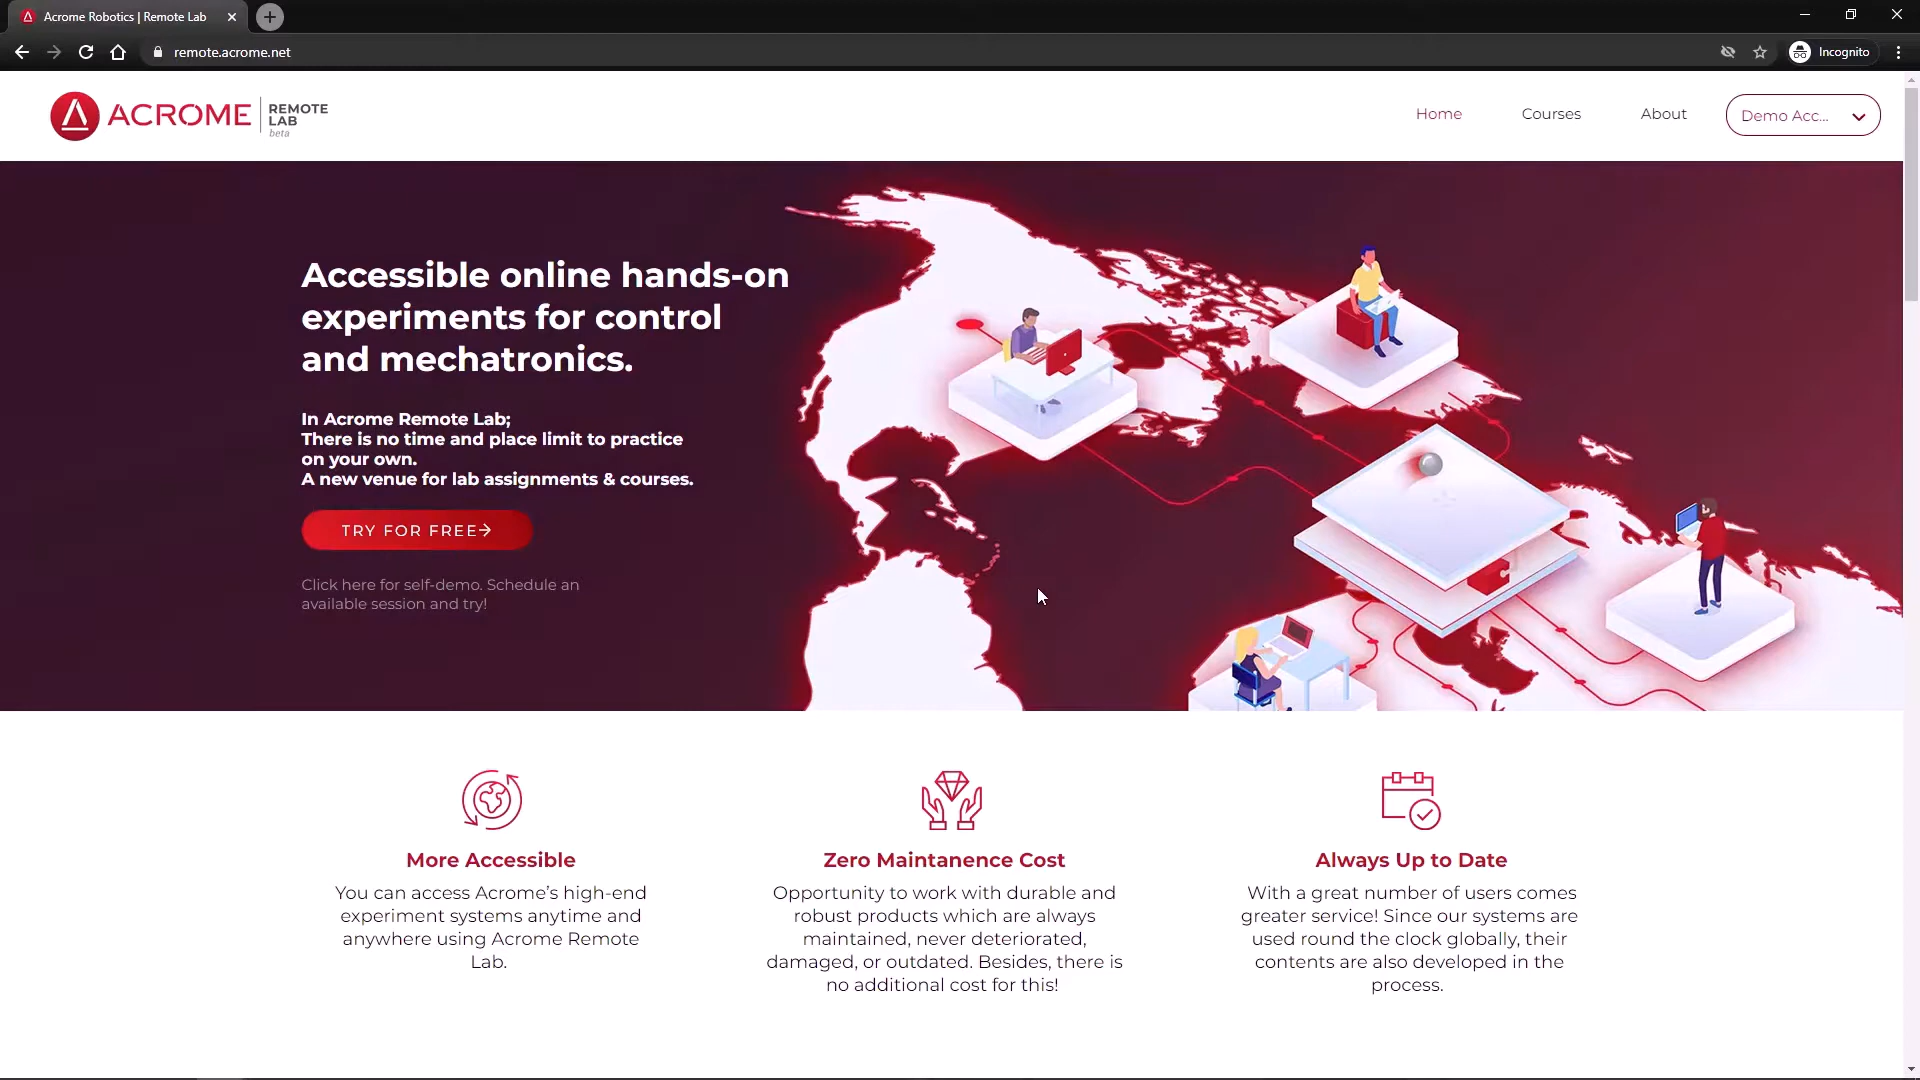 Acrome Robotics | Remote Lab
remote.acrome.net
Incognito
ACROME
REMOTE
LAB
beta
Home
Courses
About
Demo Acc...
Accessible online hands-on
experiments for control
and mechatronics.
In Acrome Remote Lab;
There is no time and place limit to practice
on your own.
A new venue for lab assignments & courses.
TRY FOR FREE→
Click here for self-demo. Schedule an
available session and try!
More Accessible
You can access Acrome’s high-end
experiment systems anytime and
anywhere using Acrome Remote
Lab.
Zero Maintanence Cost
Opportunity to work with durable and
robust products which are always
maintained, never deteriorated,
damaged, or outdated. Besides, there is
no additional cost for this!
Always Up to Date
With a great number of users comes
greater service! Since our systems are
used round the clock globally, their
contents are also developed in the
process.